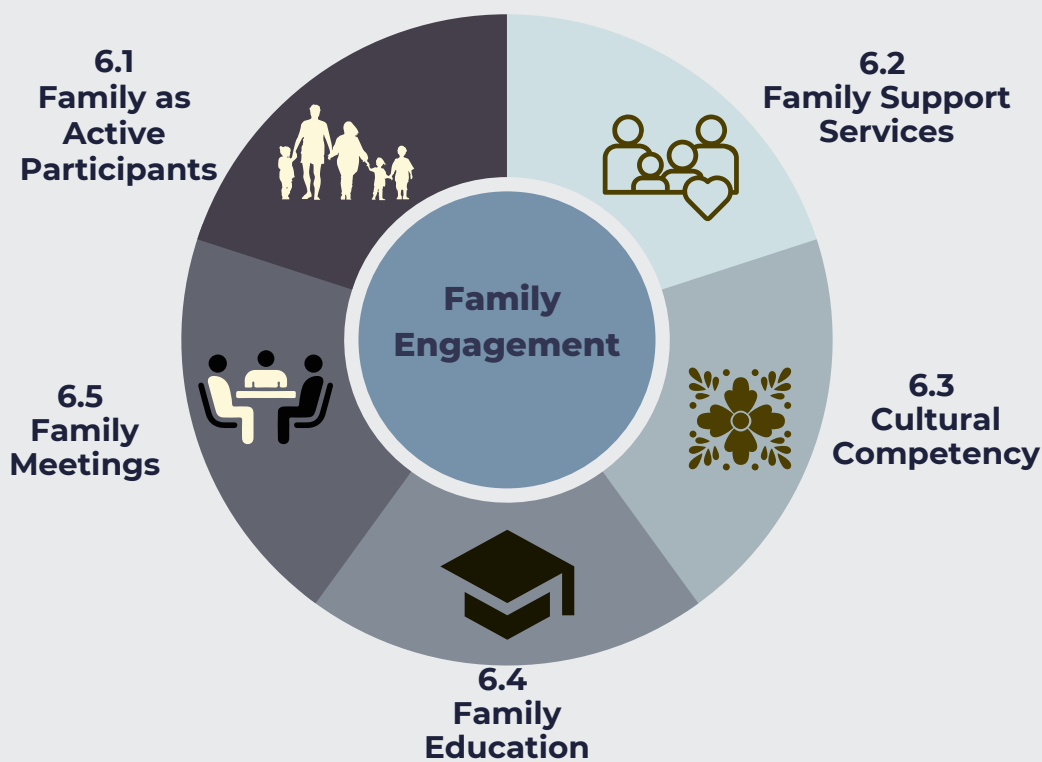 6.1
Family as
Active
Participants
6.2
Family Support
Services
Family
Engagement
6.5
Family
Meetings
6.3
Cultural
Competency
6.4
Family
Education